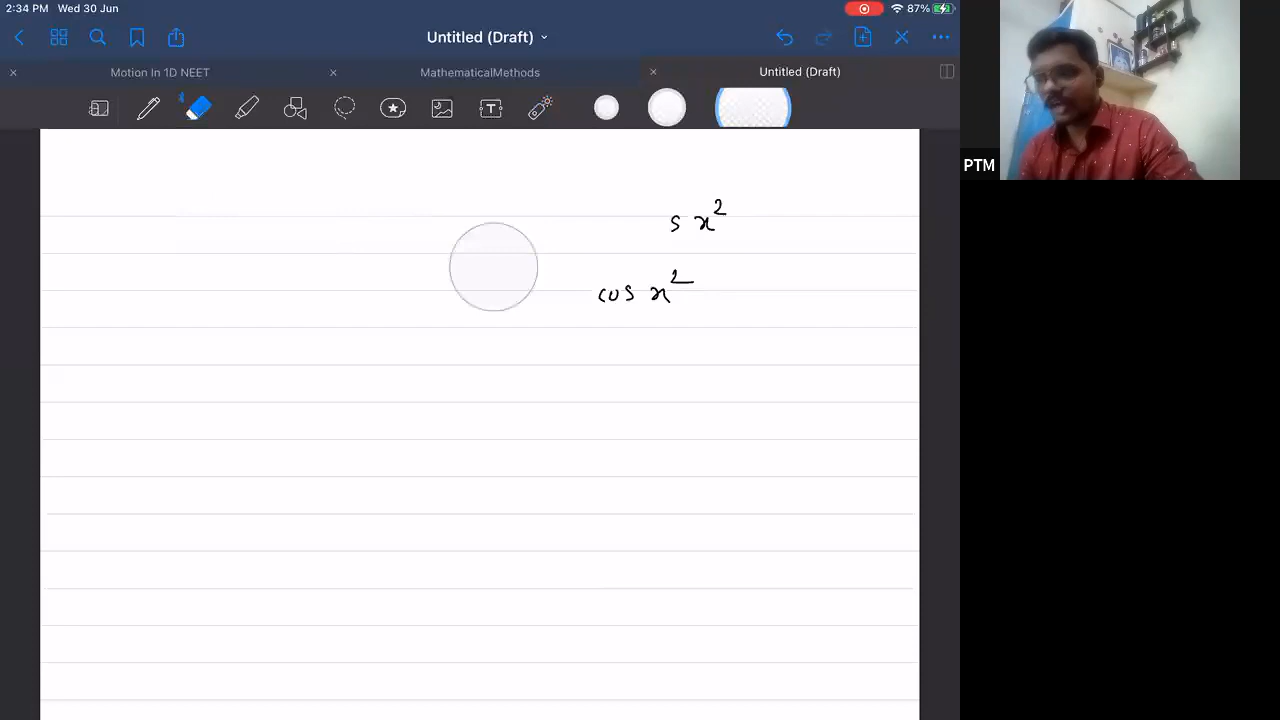 2:34 PM Wed 30 Jun
87%
Untitled (Draft)
Motion In 1D NEET
MathematicalMethods
Untitled (Draft)
T
PTM
s x²
cos x²